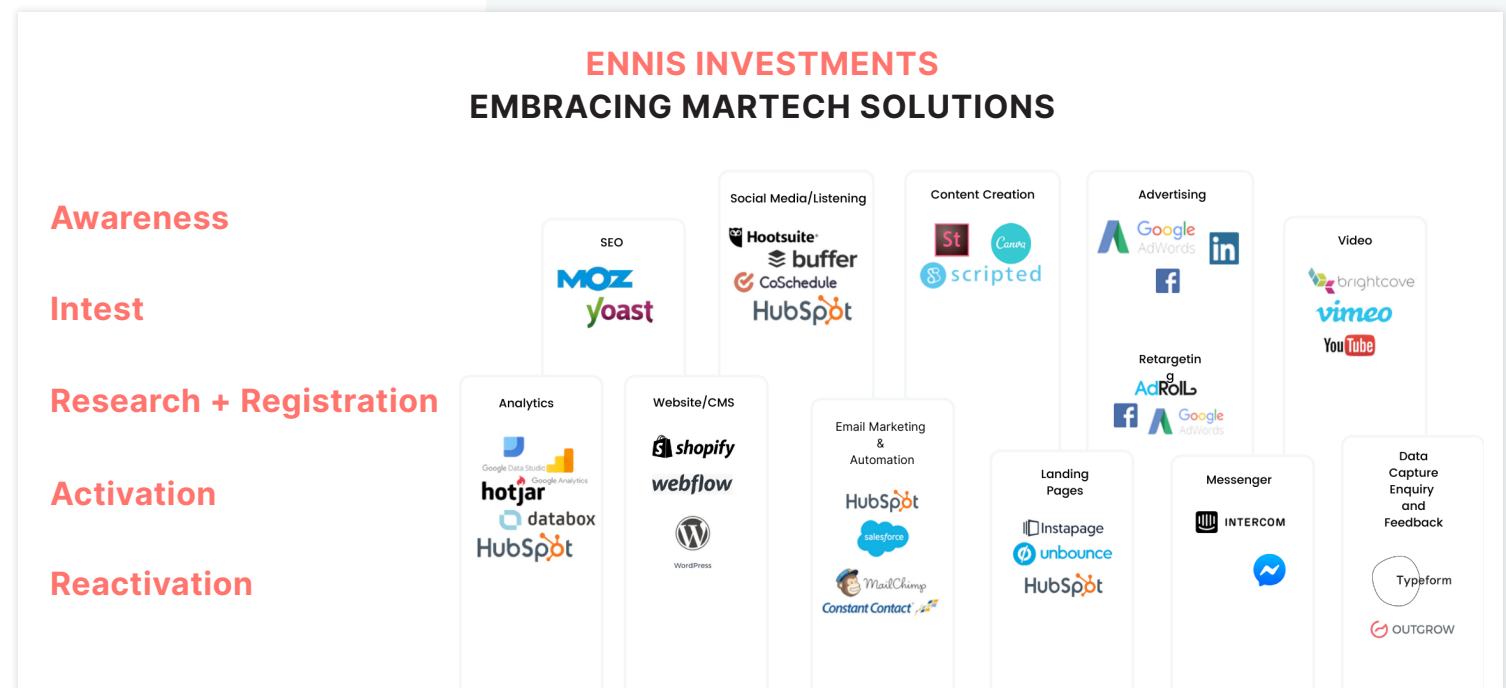 ENNIS INVESTMENTS
EMBRACING MARTECH SOLUTIONS
Awareness
Intest
Research + Registration
Activation
Reactivation
SEO
MOZ
yoast
Social Media/Listening
Hootsuite
buffer
CoSchedule
HubSpot
Content Creation
St
Canva
scripted
Advertising
Google
AdWords
in
f
Retargetin
g
AdRoll
f
Google
AdWords
Video
brightcove
vimeo
YouTube
Analytics
Google Data Studio
Google Analytics
hotjar
databox
HubSpot
Website/CMS
shopify
webflow
W
WordPress
Email Marketing
&
Automation
HubSpot
salesforce
MailChimp
Constant Contact
Landing
Pages
Instapage
unbounce
HubSpot
Messenger
INTERCOM
Data
Capture
Enquiry
and
Feedback
Typeform
OUTGROW